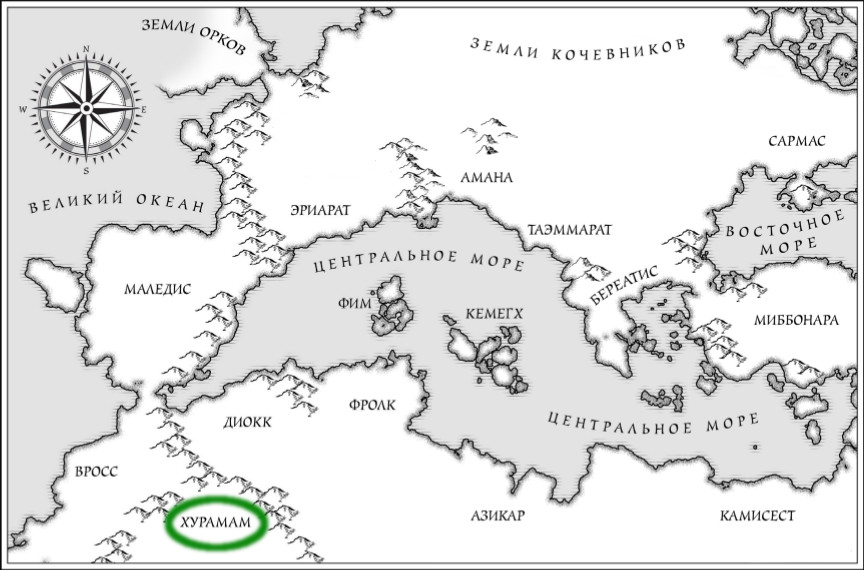 ЗЕМЛИ ОРКОВ
ЗЕМЛИ КОЧЕВНИКОВ
N
W
E
S
САРМАС
АМАНА
ВЕЛИКИЙ ОКЕАН
ЭРИАРАТ
ТАЭММАРАТ
ВОСТОЧНОЕ
МОРЕ
ЦЕНТРАЛЬНОЕ МОРЕ
БЕРЕАТИС
МАЛЕДИС
ФИМ
КЕМЕГХ
МИББОНАРА
ФРОЛК
ДИОКК
ЦЕНТРАЛЬНОЕ МОРЕ
ВРОСС
ХУРАМАМ
АЗИКАР
КАМИСЕСТ